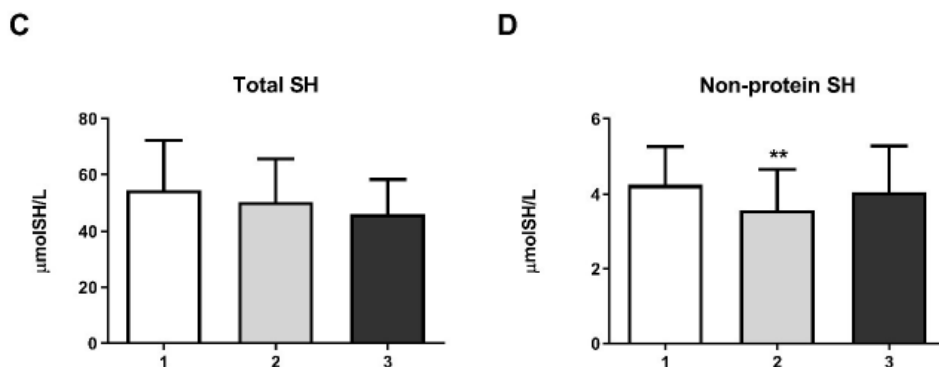 C
Total SH
80
60
40
20
0
μmolSH/L
1 2 3
D
Non-protein SH
6
4
2
0
μmolSH/L
**
1 2 3